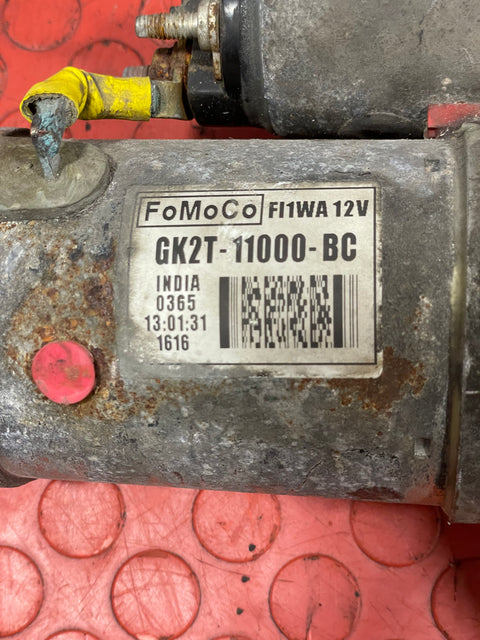 FoMoCo FI1WA 12V
GK2T-11000-BC
INDIA
0365
13:01:31
1616